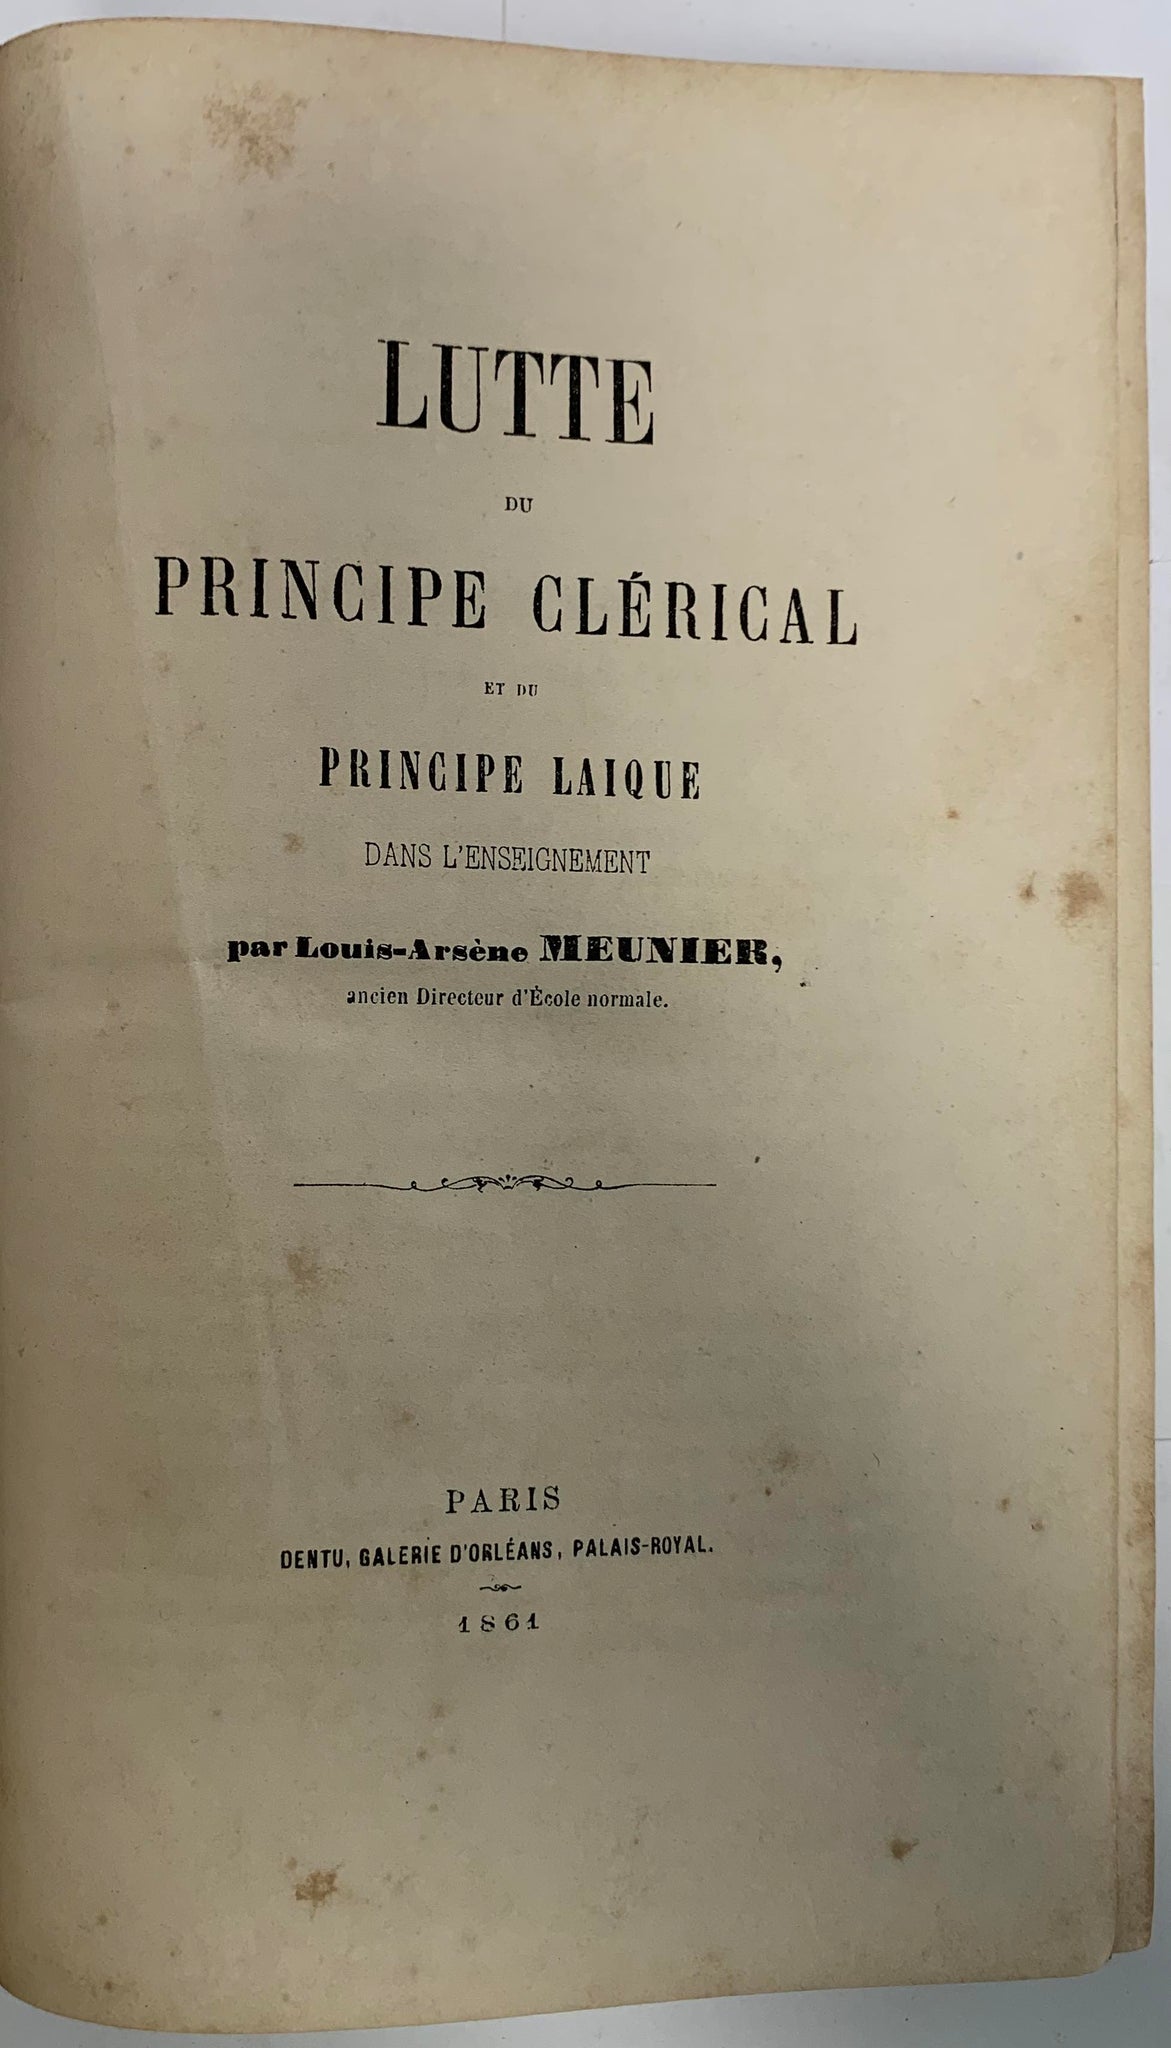 LUTTE
DU
PRINCIPE CLÉRICAL
ET DU
PRINCIPE LAIQUE
DANS L'ENSEIGNEMENT
par Louis-Arsène MEUNIER,
ancien Directeur d'École normale.
PARIS
DENTU, GALERIE D'ORLÉANS, PALAIS-ROYAL.
1861